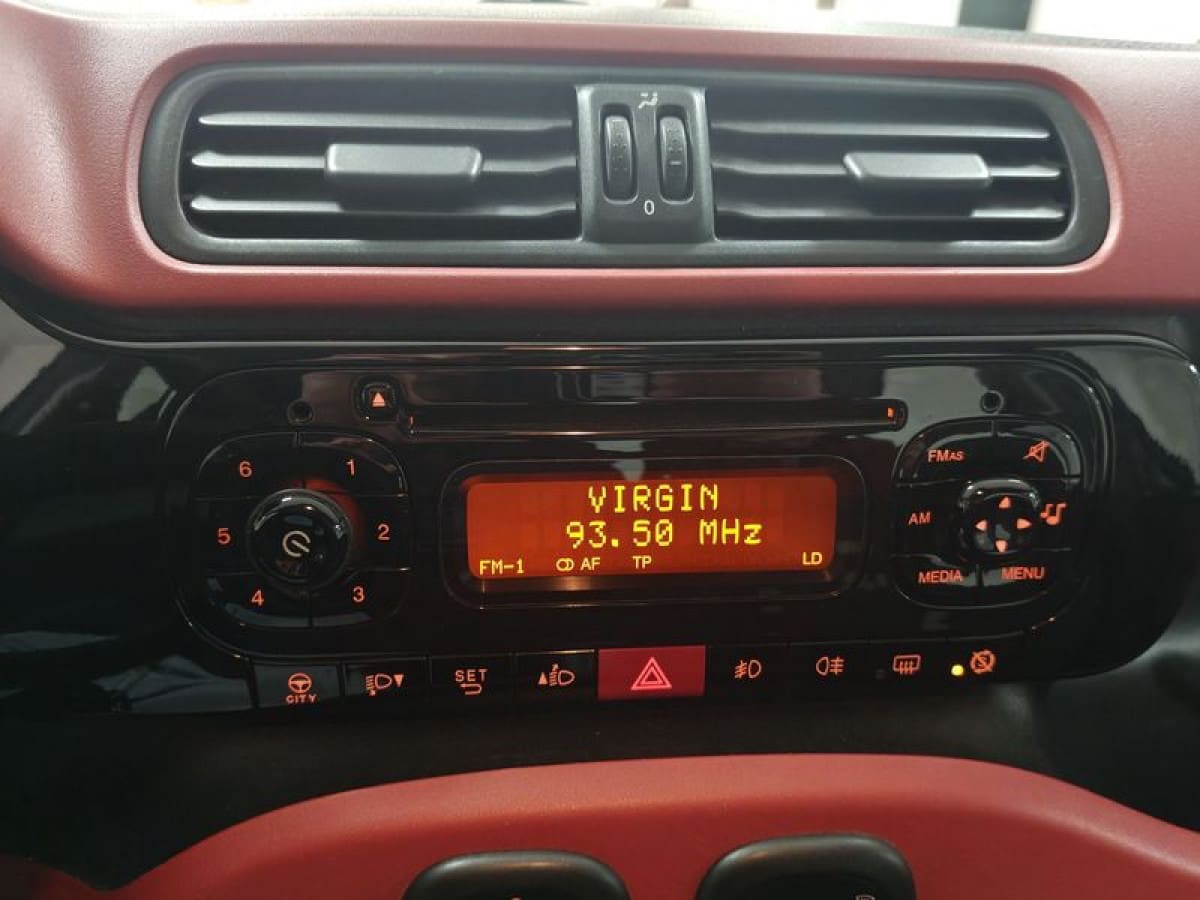 0
6 1
5 2
4 3
VIRGIN
93.50 MHz
FM-1 AF TP LD
FMAS
AM
MEDIA MENU
CITY
SET